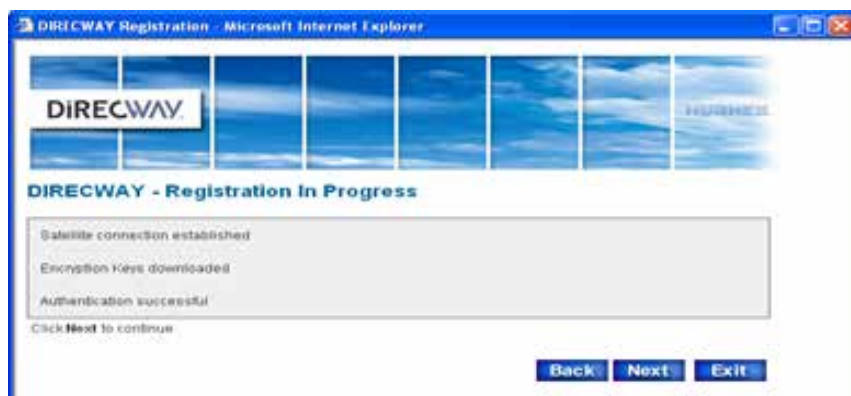 DIRECWAY Registration - Microsoft Internet Explorer
DIRECWAY
HUGHES
DIRECWAY - Registration In Progress
Satellite connection established
Encryption Keys downloaded
Authentication successful
Click Next to continue
Back Next Exit